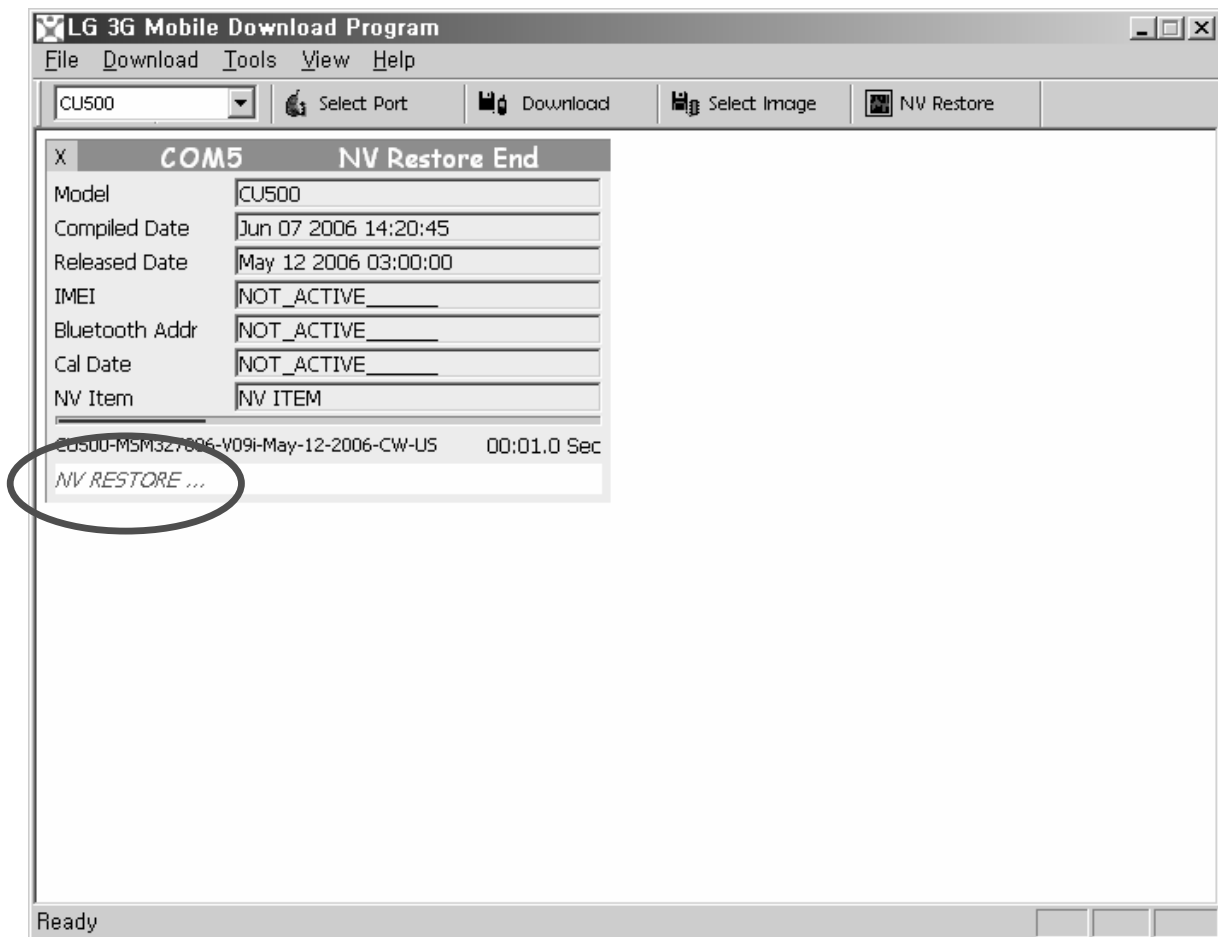 LG 3G Mobile Download Program
File Download Tools View Help
CU500 Select Port Download Select Image NV Restore
X COM5 NV Restore End
Model CU500
Compiled Date Jun 07 2006 14:20:45
Released Date May 12 2006 03:00:00
IMEI NOT_ACTIVE______
Bluetooth Addr NOT_ACTIVE______
Cal Date NOT_ACTIVE______
NV Item NV ITEM
00:01.0 Sec
NV RESTORE ...
Ready